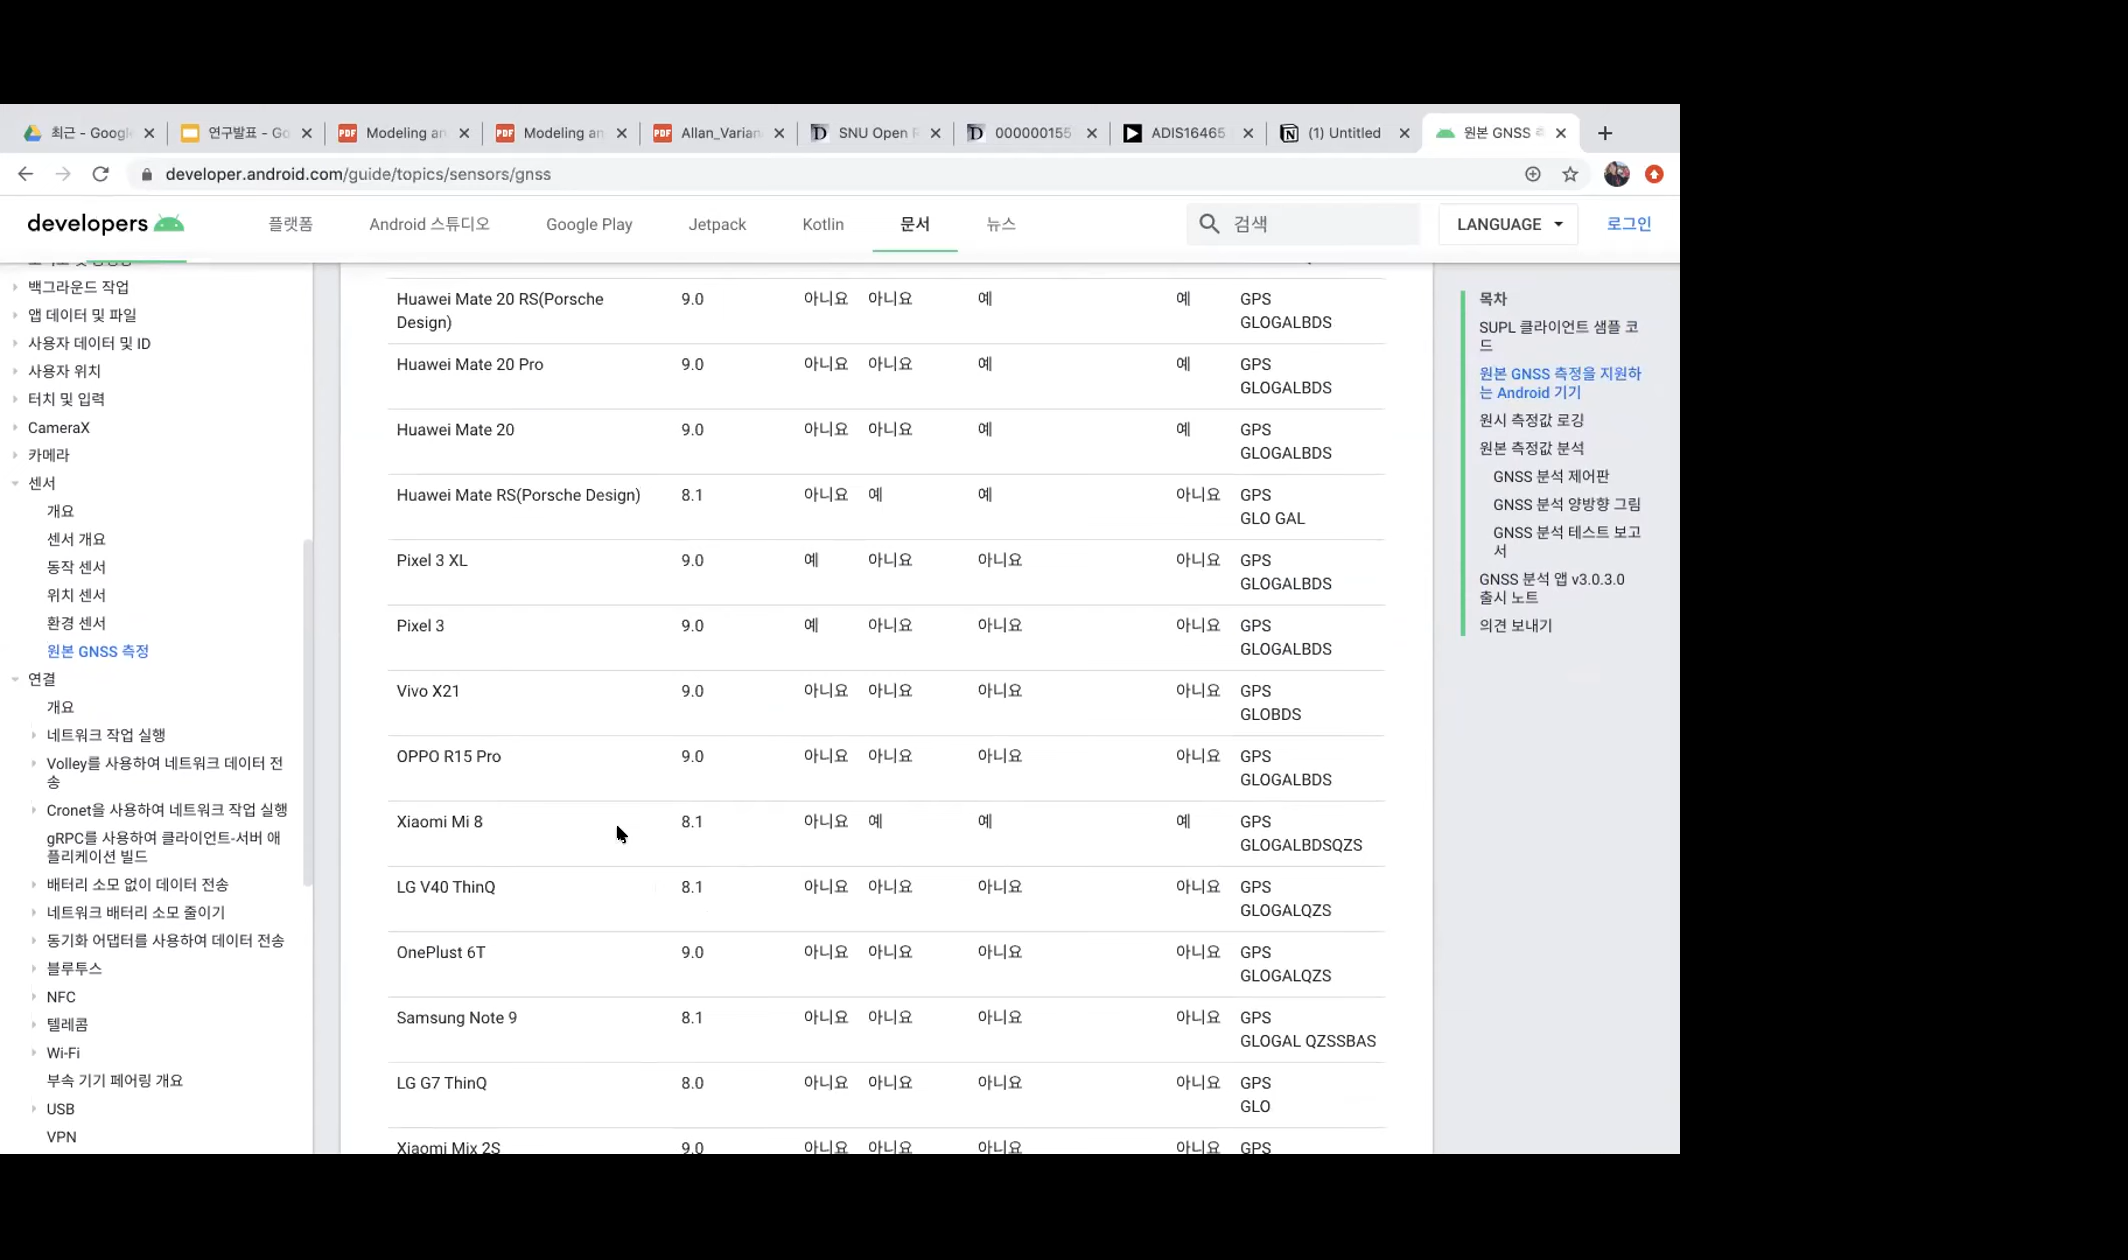 최근 - Google
연구발표 - Go
Modeling an
Modeling an
Allan_Varian
SNU Open R
000000155
ADIS16465
(1) Untitled
원본 GNSS 측
developer.android.com/guide/topics/sensors/gnss
developers
플랫폼
Android 스튜디오
Google Play
Jetpack
Kotlin
문서
뉴스
검색
LANGUAGE
로그인
백그라운드 작업
앱 데이터 및 파일
사용자 데이터 및 ID
사용자 위치
터치 및 입력
CameraX
카메라
센서
개요
센서 개요
동작 센서
위치 센서
환경 센서
원본 GNSS 측정
연결
개요
네트워크 작업 실행
Volley를 사용하여 네트워크 데이터 전
송
Cronet을 사용하여 네트워크 작업 실행
gRPC를 사용하여 클라이언트-서버 애
플리케이션 빌드
배터리 소모 없이 데이터 전송
네트워크 배터리 소모 줄이기
동기화 어댑터를 사용하여 데이터 전송
블루투스
NFC
텔레콤
Wi-Fi
부속 기기 페어링 개요
USB
VPN
Huawei Mate 20 RS(Porsche 9.0 아니요 아니요 예 예 GPS
Design) GLOGALBDS
Huawei Mate 20 Pro 9.0 아니요 아니요 예 예 GPS
GLOGALBDS
Huawei Mate 20 9.0 아니요 아니요 예 예 GPS
GLOGALBDS
Huawei Mate RS(Porsche Design) 8.1 아니요 예 예 아니요 GPS
GLO GAL
Pixel 3 XL 9.0 예 아니요 아니요 아니요 GPS
GLOGALBDS
Pixel 3 9.0 예 아니요 아니요 아니요 GPS
GLOGALBDS
Vivo X21 9.0 아니요 아니요 아니요 아니요 GPS
GLOBDS
OPPO R15 Pro 9.0 아니요 아니요 아니요 아니요 GPS
GLOGALBDS
Xiaomi Mi 8 8.1 아니요 예 예 예 GPS
GLOGALBDSQZS
LG V40 ThinQ 8.1 아니요 아니요 아니요 아니요 GPS
GLOGALQZS
OnePlust 6T 9.0 아니요 아니요 아니요 아니요 GPS
GLOGALQZS
Samsung Note 9 8.1 아니요 아니요 아니요 아니요 GPS
GLOGAL QZSSBAS
LG G7 ThinQ 8.0 아니요 아니요 아니요 아니요 GPS
GLO
Xiaomi Mix 2S 9.0 아니요 아니요 아니요 아니요 GPS
목차
SUPL 클라이언트 샘플 코
드
원본 GNSS 측정을 지원하
는 Android 기기
원시 측정값 로깅
원본 측정값 분석
GNSS 분석 제어판
GNSS 분석 양방향 그림
GNSS 분석 테스트 보고
서
GNSS 분석 앱 v3.0.3.0
출시 노트
의견 보내기